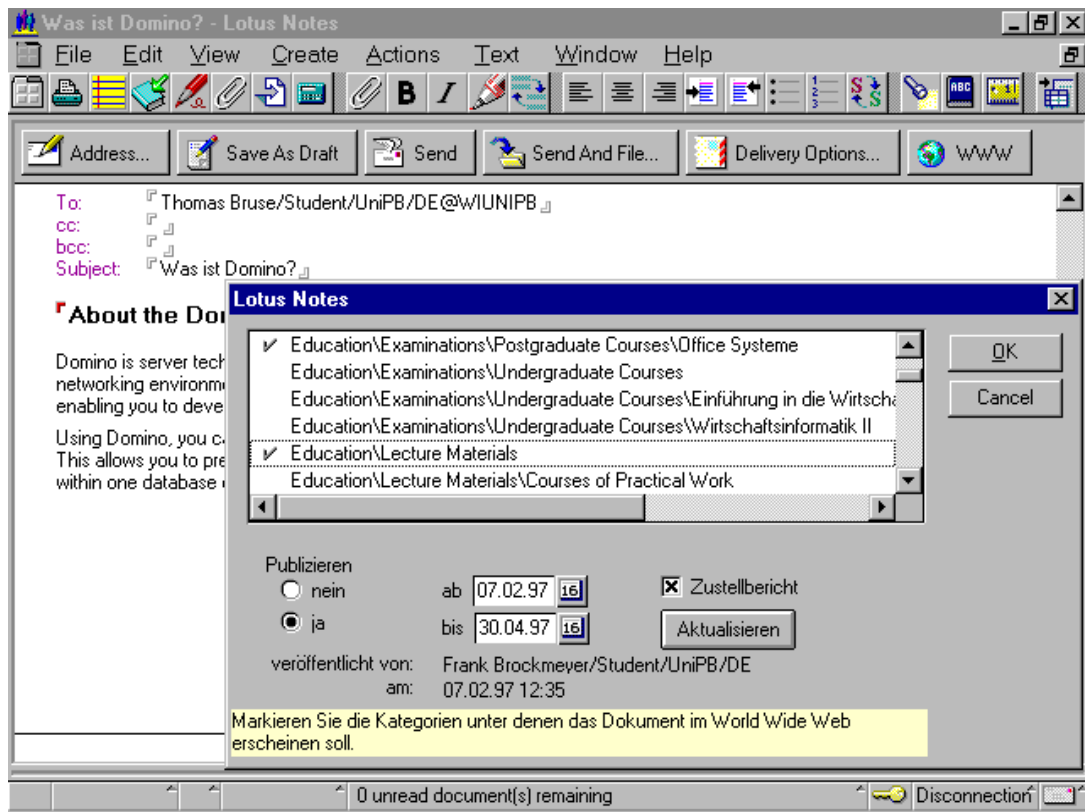 Was ist Domino? - Lotus Notes
File Edit View Create Actions Text Window Help
Address... Save As Draft Send Send And File... Delivery Options... WWW
To: Thomas Bruse/Student/UniPB/DE@WIUNIPB
cc:
bcc:
Subject: Was ist Domino?
About the Do
Domino is server tech
networking environm
enabling you to deve
Using Domino, you c
This allows you to pre
within one database
Lotus Notes
Education\Examinations\Postgraduate Courses\Office Systeme
Education\Examinations\Undergraduate Courses
Education\Examinations\Undergraduate Courses\Einführung in die Wirtscha
Education\Examinations\Undergraduate Courses\Wirtschaftsinformatik II
Education\Lecture Materials
Education\Lecture Materials\Courses of Practical Work
OK
Cancel
Publizieren
nein ab 07.02.97 16 Zustellbericht
ja bis 30.04.97 16 Aktualisieren
veröffentlicht von: Frank Brockmeyer/Student/UniPB/DE
am: 07.02.97 12:35
Markieren Sie die Kategorien unter denen das Dokument im World Wide Web
erscheinen soll.
0 unread document(s) remaining Disconnection